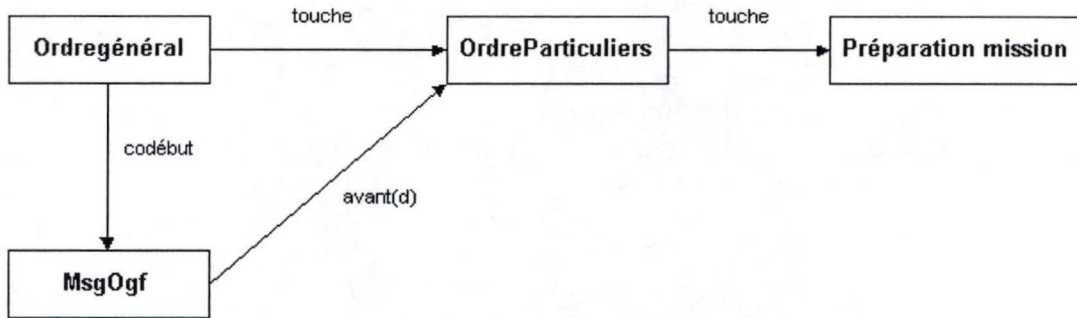 touche
touche
Ordregénéral
OrdreParticuliers
Préparation mission
codébut
avant(d)
MsgOgf